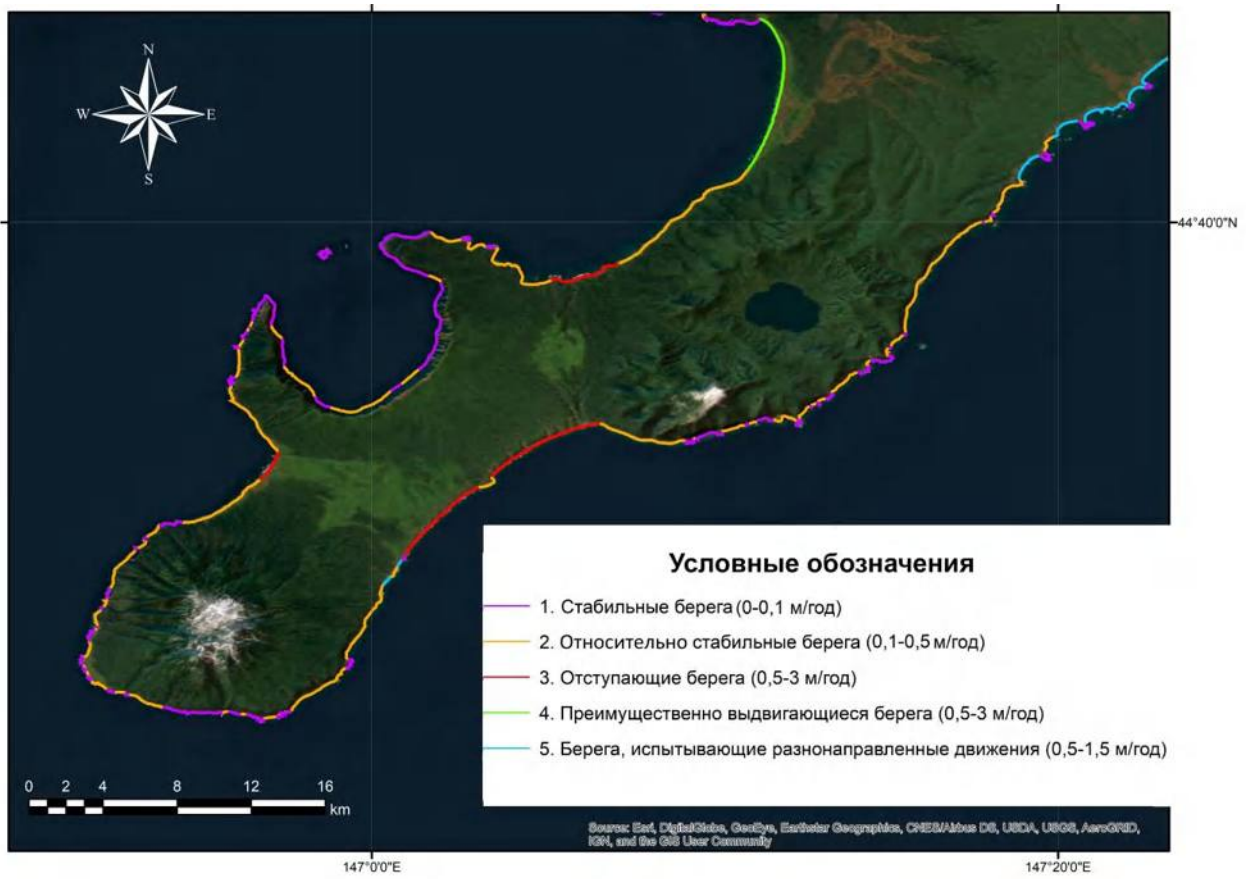 N
W E
S
44°40'0"N
Условные обозначения
1. Стабильные берега (0-0,1 м/год)
2. Относительно стабильные берега (0,1-0,5 м/год)
3. Отступающие берега (0,5-3 м/год)
4. Преимущественно выдвигающиеся берега (0,5-3 м/год)
5. Берега, испытывающие разнонаправленные движения (0,5-1,5 м/год)
0 2 4 8 12 16
km
Source: Esri, DigitalGlobe, GeoEye, Earthstar Geographics, CNES/Airbus DS, USDA, USGS, AeroGRID,
IGN, and the GIS User Community
147°0'0"E 147°20'0"E